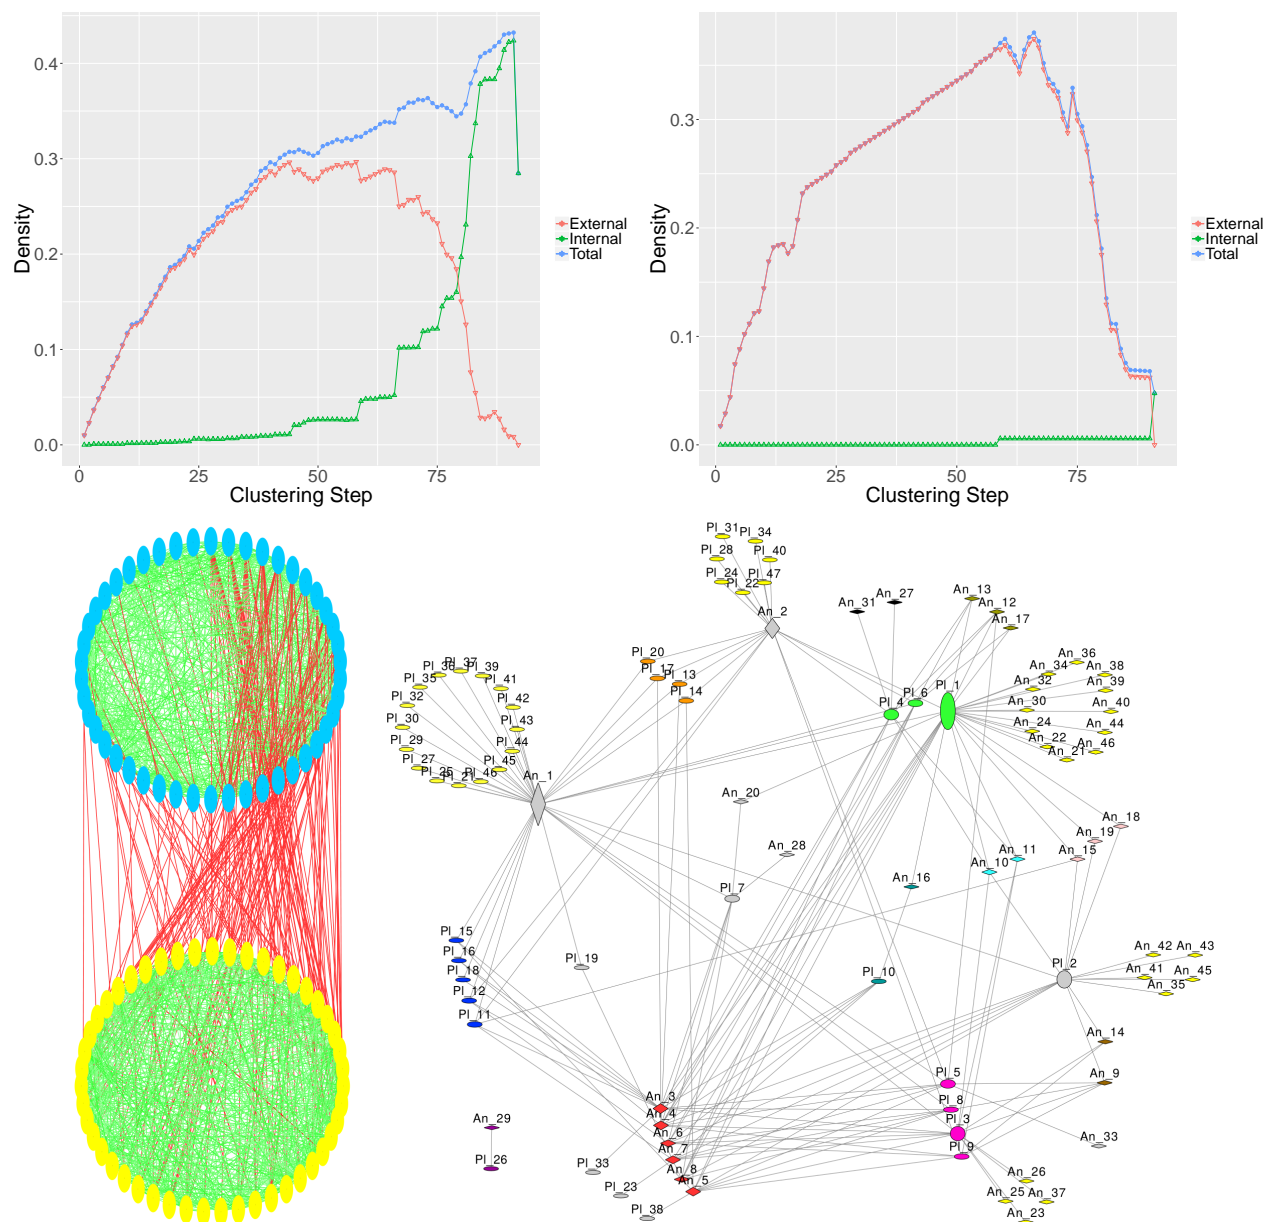 0.4
0.3
0.2
0.1
0.0
Density
0
25
50
75
Clustering Step
External
Internal
Total
0.3
0.2
0.1
0.0
Density
0
25
50
75
Clustering Step
External
Internal
Total
Pl_31
Pl_34
Pl_28
Pl_40
Pl_24
Pl_47
Pl_22
An_2
An_31
An_27
An_13
An_12
An_17
Pl_20
Pl_17
Pl_13
Pl_14
Pl_36
Pl_37
Pl_39
Pl_35
Pl_41
Pl_32
Pl_42
Pl_30
Pl_43
Pl_29
Pl_44
Pl_27
Pl_45
Pl_25
Pl_21
Pl_46
An_1
Pl_4
Pl_6
Pl_1
An_36
An_34
An_38
An_32
An_39
An_30
An_40
An_24
An_44
An_22
An_46
An_21
An_20
An_28
Pl_7
An_18
An_19
An_15
An_11
An_10
An_16
Pl_15
Pl_16
Pl_18
Pl_12
Pl_11
Pl_19
Pl_10
Pl_2
An_42
An_43
An_41
An_45
An_35
An_14
An_9
Pl_5
Pl_8
Pl_3
Pl_9
An_3
An_4
An_6
An_7
An_8
An_5
An_29
Pl_26
Pl_33
Pl_23
Pl_38
An_33
An_26
An_25
An_37
An_23